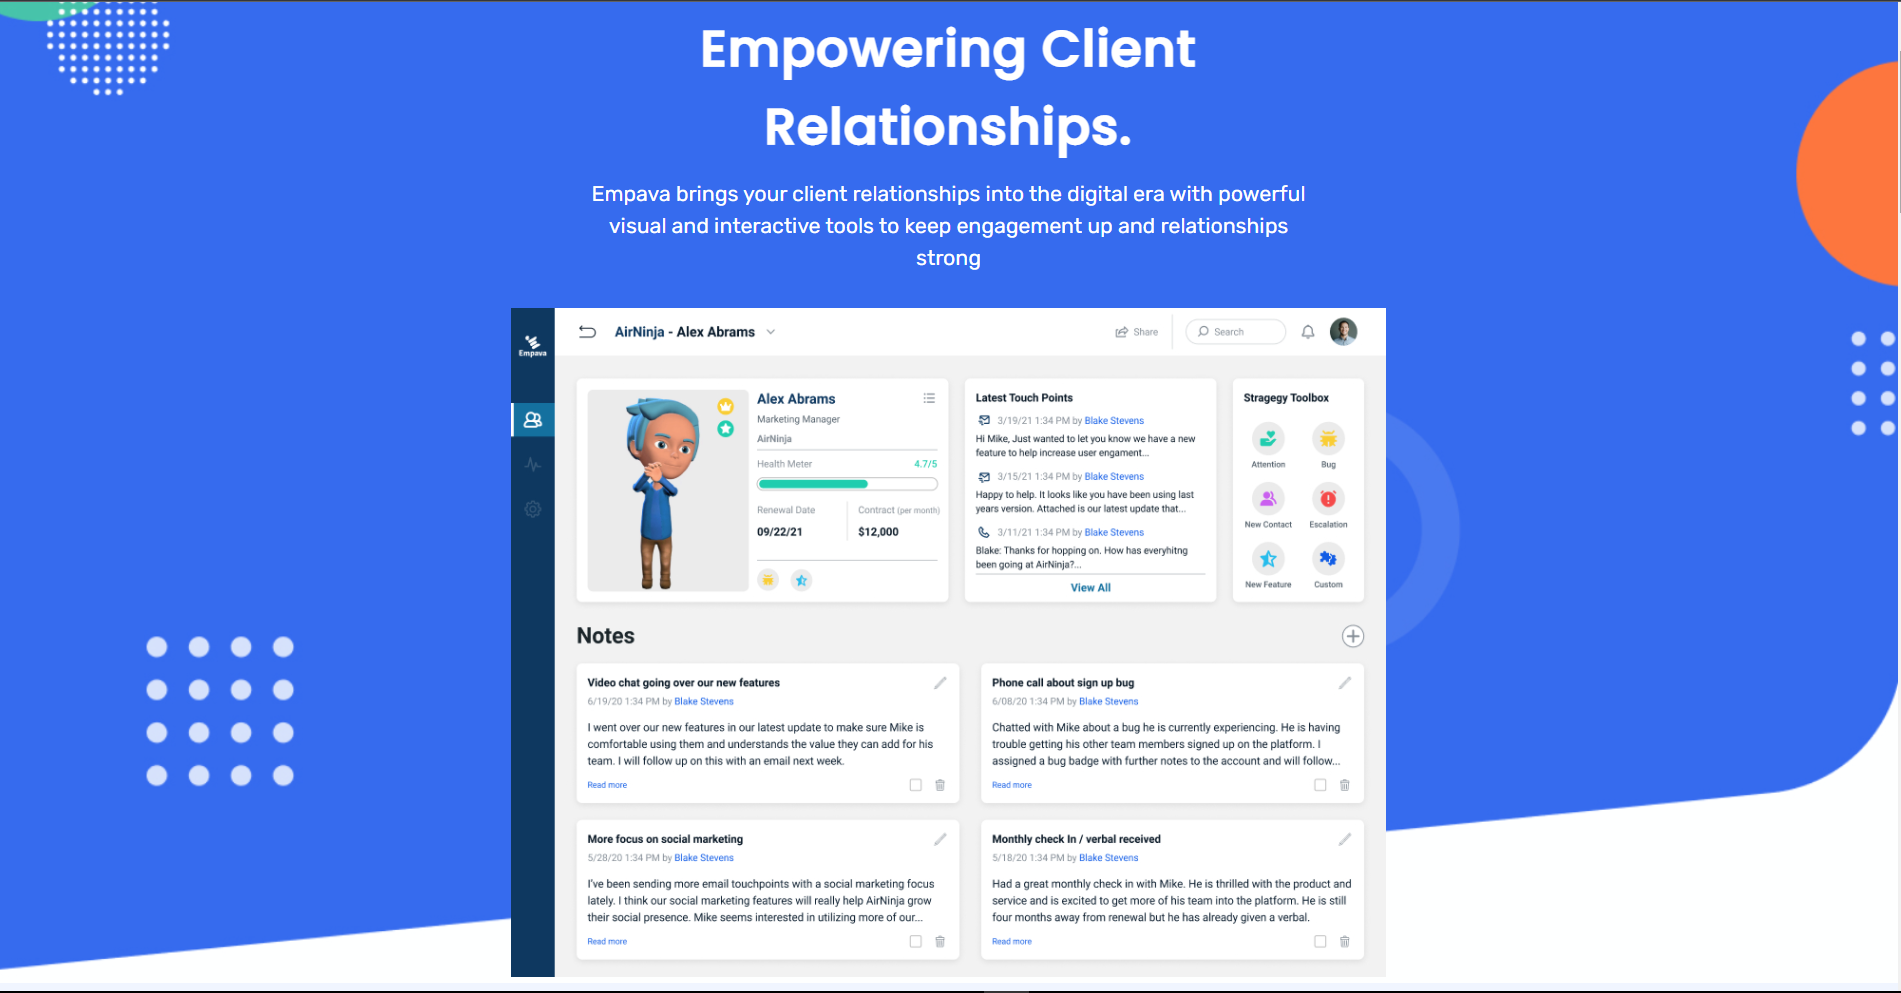 Empowering Client
Relationships.
Empava brings your client relationships into the digital era with powerful
visual and interactive tools to keep engagement up and relationships
strong
Empava
AirNinja - Alex Abrams
Share
Search
Alex Abrams
Marketing Manager
AirNinja
Health Meter 4.7/5
Renewal Date
09/22/21
Contract (per month)
$12,000
Latest Touch Points
3/19/21 1:34 PM by Blake Stevens
Hi Mike, Just wanted to let you know we have a new
feature to help increase user engament...
3/15/21 1:34 PM by Blake Stevens
Happy to help. It looks like you have been using last
years version. Attached is our latest update that...
3/11/21 1:34 PM by Blake Stevens
Blake: Thanks for hopping on. How has everyhitng
been going at AirNinja?...
View All
Stragegy Toolbox
Attention
Bug
New Contact
Escalation
New Feature
Custom
Notes
Video chat going over our new features
6/19/20 1:34 PM by Blake Stevens
I went over our new features in our latest update to make sure Mike is
comfortable using them and understands the value they can add for his
team. I will follow up on this with an email next week.
Read more
Phone call about sign up bug
6/08/20 1:34 PM by Blake Stevens
Chatted with Mike about a bug he is currently experiencing. He is having
trouble getting his other team members signed up on the platform. I
assigned a bug badge with further notes to the account and will follow...
Read more
More focus on social marketing
5/28/20 1:34 PM by Blake Stevens
I've been sending more email touchpoints with a social marketing focus
lately. I think our social marketing features will really help AirNinja grow
their social presence. Mike seems interested in utilizing more of our...
Read more
Monthly check In / verbal received
5/18/20 1:34 PM by Blake Stevens
Had a great monthly check in with Mike. He is thrilled with the product and
service and is excited to get more of his team into the platform. He is still
four months away from renewal but he has already given a verbal.
Read more